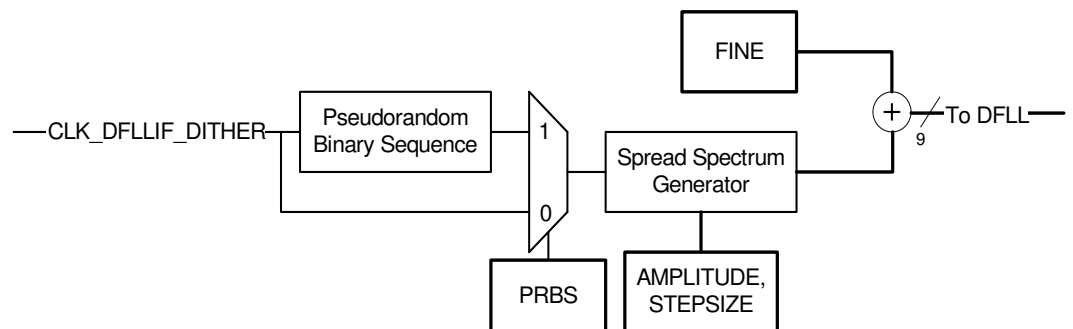 FINE
CLK_DFLLIF_DITHER
Pseudorandom
Binary Sequence
1
0
Spread Spectrum
Generator
+
To DFLL
9
PRBS
AMPLITUDE,
STEPSIZE